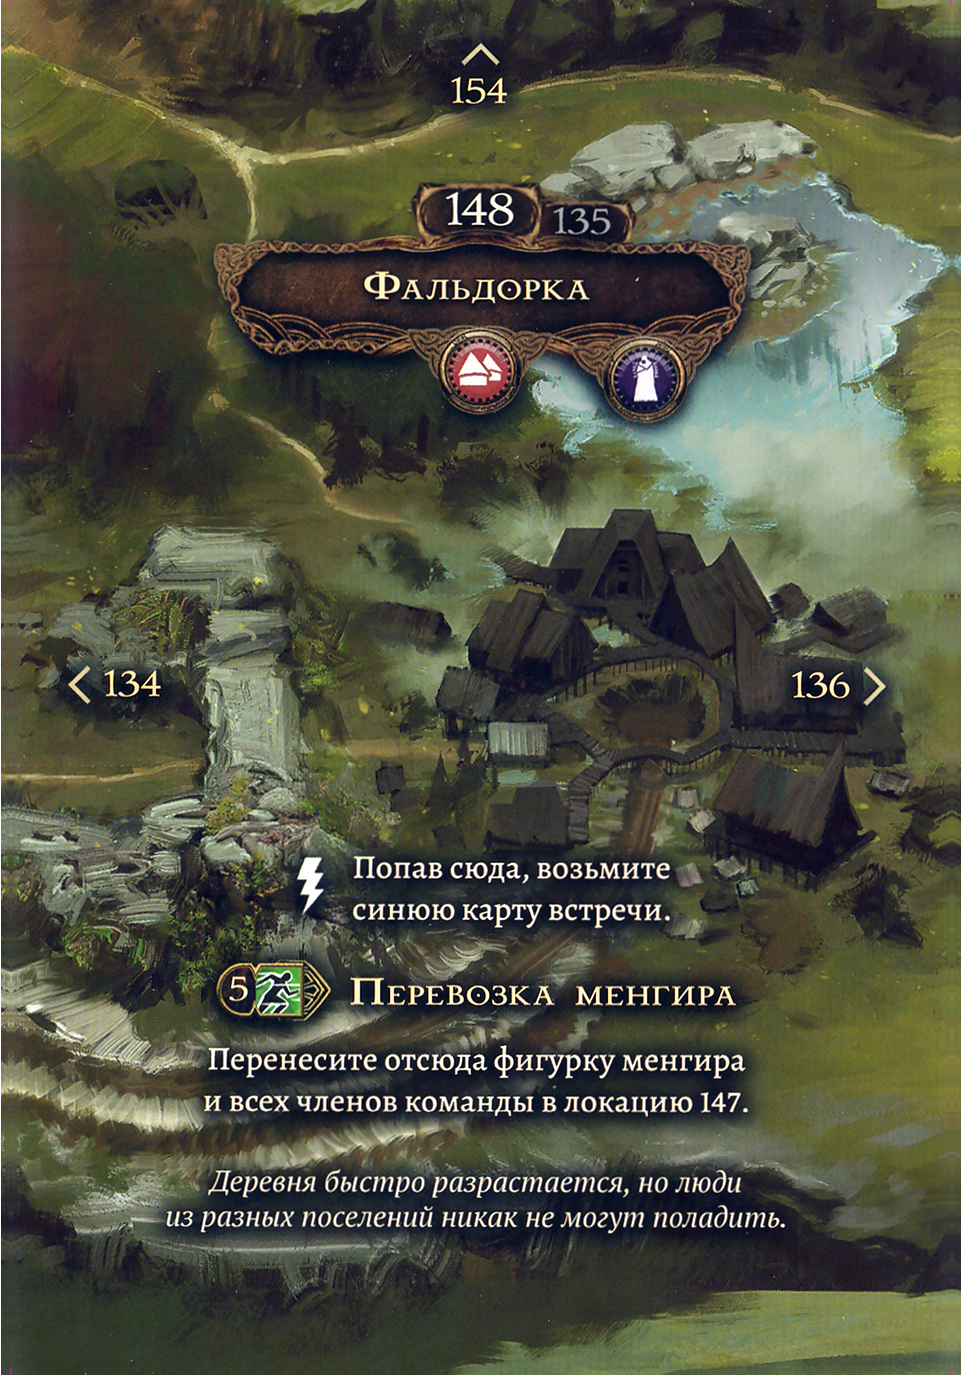 154
148
135
Фальдорка
134
136
Попав сюда, возьмите
синюю карту встречи.
5 Перевозка менгира
Перенесите отсюда фигурку менгира
и всех членов команды в локацию 147.
Деревня быстро разрастается, но люди
из разных поселений никак не могут поладить.